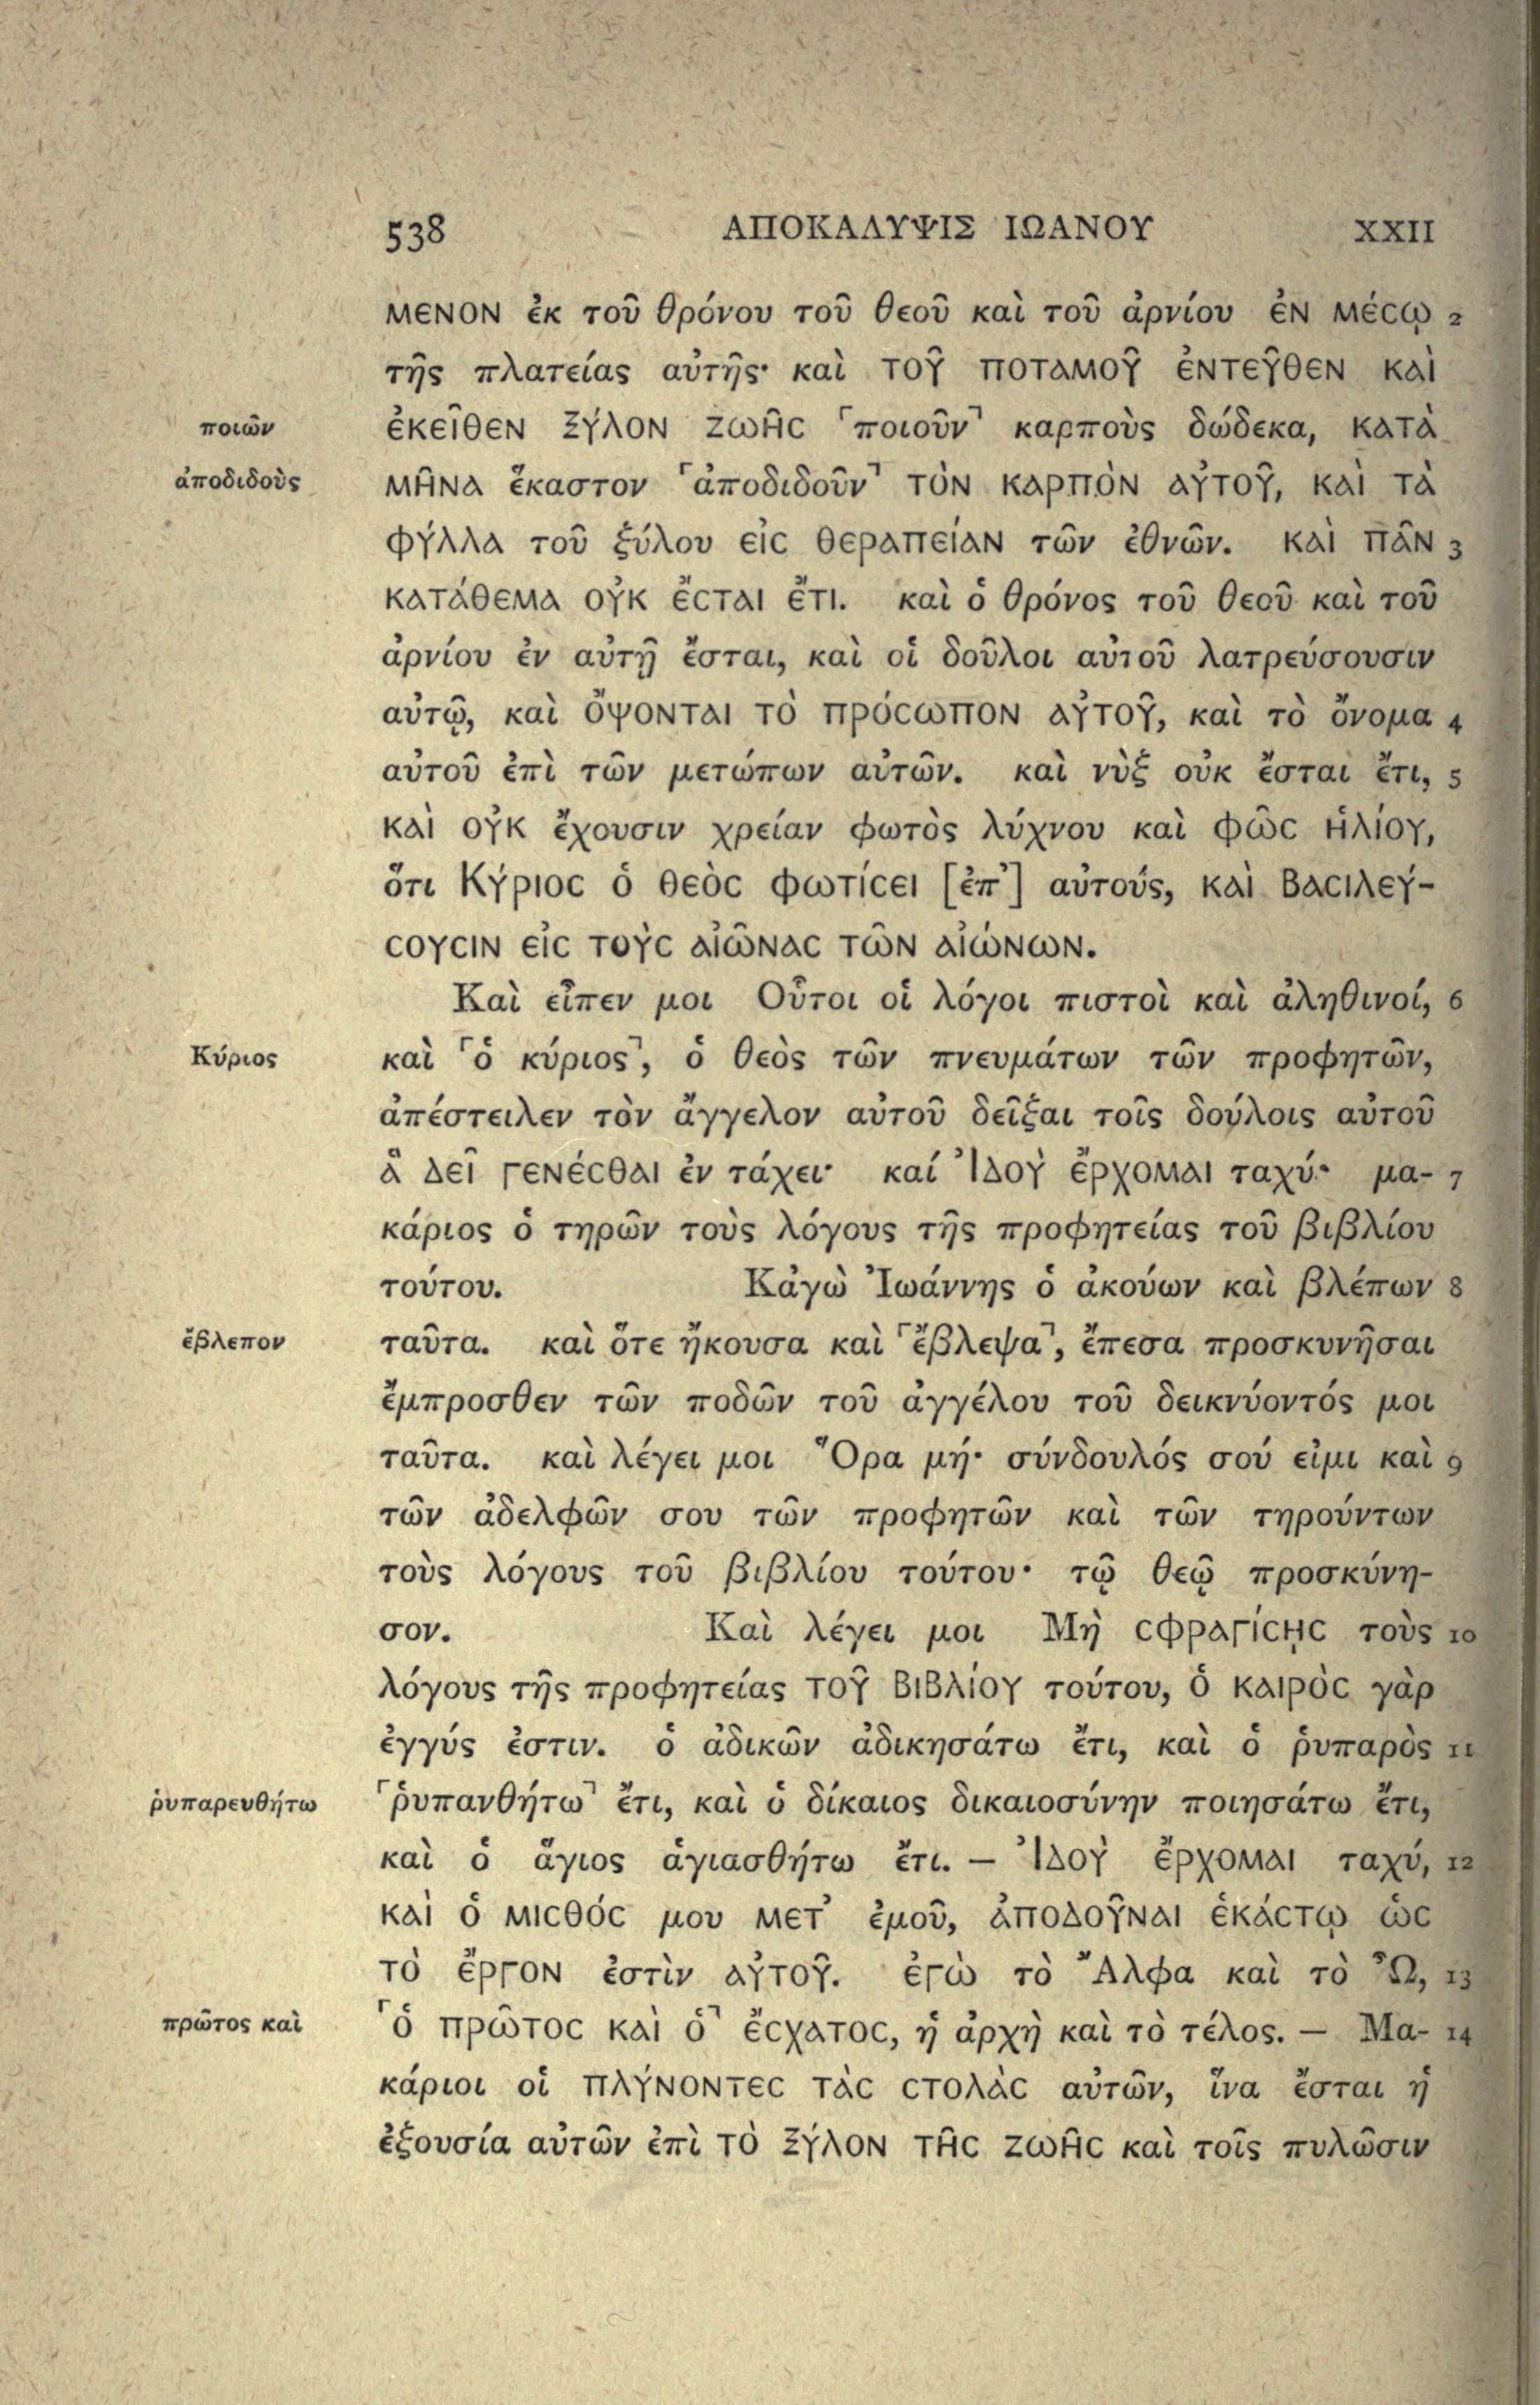 538 ΑΠΟΚΑΛΥΨΙΣ ΙΩΑΝΟΥ XXII
ΜΕΝΟΝ ἐκ τοῦ θρόνου τοῦ θεοῦ καὶ τοῦ ἀρνίου ἐΝ ΜέϹῳ 2
τῆς πλατείας αὐτῆς· καὶ ΤΟῦ ΠΟΤΑΜΟῦ ἐΝΤεῦΘεΝ ΚΑὶ
ποιῶν ἐΚεῖΘεΝ ΞύΛΟΝ ΖωῆϹ ⸀ποιοῦν⸣ καρποὺς δώδεκα, ΚΑΤὰ
ἀποδιδοὺς ΜῆΝΑ ἕκαστον ⸀ἀποδιδοῦν⸣ ΤὸΝ ΚΑΡΠὸΝ ΑὐΤΟῦ, ΚΑὶ Τὰ
ΦύΛΛΑ τοῦ ξύλου εἰϹ ΘεΡΑΠείΑΝ τῶν ἐθνῶν. ΚΑὶ ΠᾶΝ 3
ΚΑΤάΘεΜΑ ΟὐΚ ἔϹΤΑΙ ἔΤΙ. καὶ ὁ θρόνος τοῦ θεοῦ καὶ τοῦ
ἀρνίου ἐν αὐτῇ ἔσται, καὶ οἱ δοῦλοι αὐτοῦ λατρεύσουσιν
αὐτῷ, καὶ ὄΨΟΝΤΑΙ Τὸ ΠΡόϹωΠΟΝ ΑὐΤΟῦ, καὶ τὸ ὄνομα 4
αὐτοῦ ἐπὶ τῶν μετώπων αὐτῶν. καὶ νὺξ οὐκ ἔσται ἔτι, 5
ΚΑὶ ΟὐΚ ἔχουσιν χρείαν φωτὸς λύχνου καὶ ΦῶϹ ἡΛίΟΥ,
ὅτι ΚύΡΙΟϹ ὁ ΘεὸϹ ΦωΤίϹεΙ [ἐπ'] αὐτούς, ΚΑὶ ΒΑϹΙΛεύ-
ϹΟΥϹΙΝ εἰϹ ΤΟὺϹ ΑἰῶΝΑϹ ΤῶΝ ΑἰώΝωΝ.
Καὶ εἶπεν μοι Οὗτοι οἱ λόγοι πιστοὶ καὶ ἀληθινοί, 6
Κύριος καὶ ⸀ὁ κύριος⸣, ὁ θεὸς τῶν πνευμάτων τῶν προφητῶν,
ἀπέστειλεν τὸν ἄγγελον αὐτοῦ δεῖξαι τοῖς δούλοις αὐτοῦ
ἃ Δεῖ ΓεΝέϹΘΑΙ ἐν τάχει· καί ἸΔΟὺ ἔΡΧΟΜΑΙ ταχύ· μα- 7
κάριος ὁ τηρῶν τοὺς λόγους τῆς προφητείας τοῦ βιβλίου
τούτου. Κἀγὼ Ἰωάννης ὁ ἀκούων καὶ βλέπων 8
ἔβλεπον ταῦτα. καὶ ὅτε ἤκουσα καὶ ⸀ἔβλεψα⸣, ἔπεσα προσκυνῆσαι
ἔμπροσθεν τῶν ποδῶν τοῦ ἀγγέλου τοῦ δεικνύοντός μοι
ταῦτα. καὶ λέγει μοι Ὅρα μή· σύνδουλός σού εἰμι καὶ 9
τῶν ἀδελφῶν σου τῶν προφητῶν καὶ τῶν τηρούντων
τοὺς λόγους τοῦ βιβλίου τούτου· τῷ θεῷ προσκύνη-
σον. Καὶ λέγει μοι Μὴ ϹΦΡΑΓίϹῃϹ τοὺς 10
λόγους τῆς προφητείας ΤΟῦ ΒΙΒΛίΟΥ τούτου, ὁ ΚΑΙΡὸϹ γὰρ
ἐγγύς ἐστιν. ὁ ἀδικῶν ἀδικησάτω ἔτι, καὶ ὁ ῥυπαρὸς 11
ῥυπαρευθήτω ⸀ῥυπανθήτω⸣ ἔτι, καὶ ὁ δίκαιος δικαιοσύνην ποιησάτω ἔτι,
καὶ ὁ ἅγιος ἁγιασθήτω ἔτι. — ἸΔΟὺ ἔΡΧΟΜΑΙ ταχύ, 12
ΚΑὶ ὁ ΜΙϹΘόϹ μου ΜεΤ' ἐμοῦ, ἀΠΟΔΟῦΝΑΙ ἑΚάϹΤῳ ὡϹ
Τὸ ἔΡΓΟΝ ἐστὶν ΑὐΤΟῦ. ἐΓὼ τὸ Ἄλφα καὶ τὸ Ὦ, 13
πρῶτος καὶ ⸀ὁ ΠΡῶΤΟϹ ΚΑὶ ὁ⸣ ἔϹΧΑΤΟϹ, ἡ ἀρχὴ καὶ τὸ τέλος. — Μα- 14
κάριοι οἱ ΠΛύΝΟΝΤεϹ ΤὰϹ ϹΤΟΛὰϹ αὐτῶν, ἵνα ἔσται ἡ
ἐξουσία αὐτῶν ἐπὶ Τὸ ΞύΛΟΝ ΤῆϹ ΖωῆϹ καὶ τοῖς πυλῶσιν